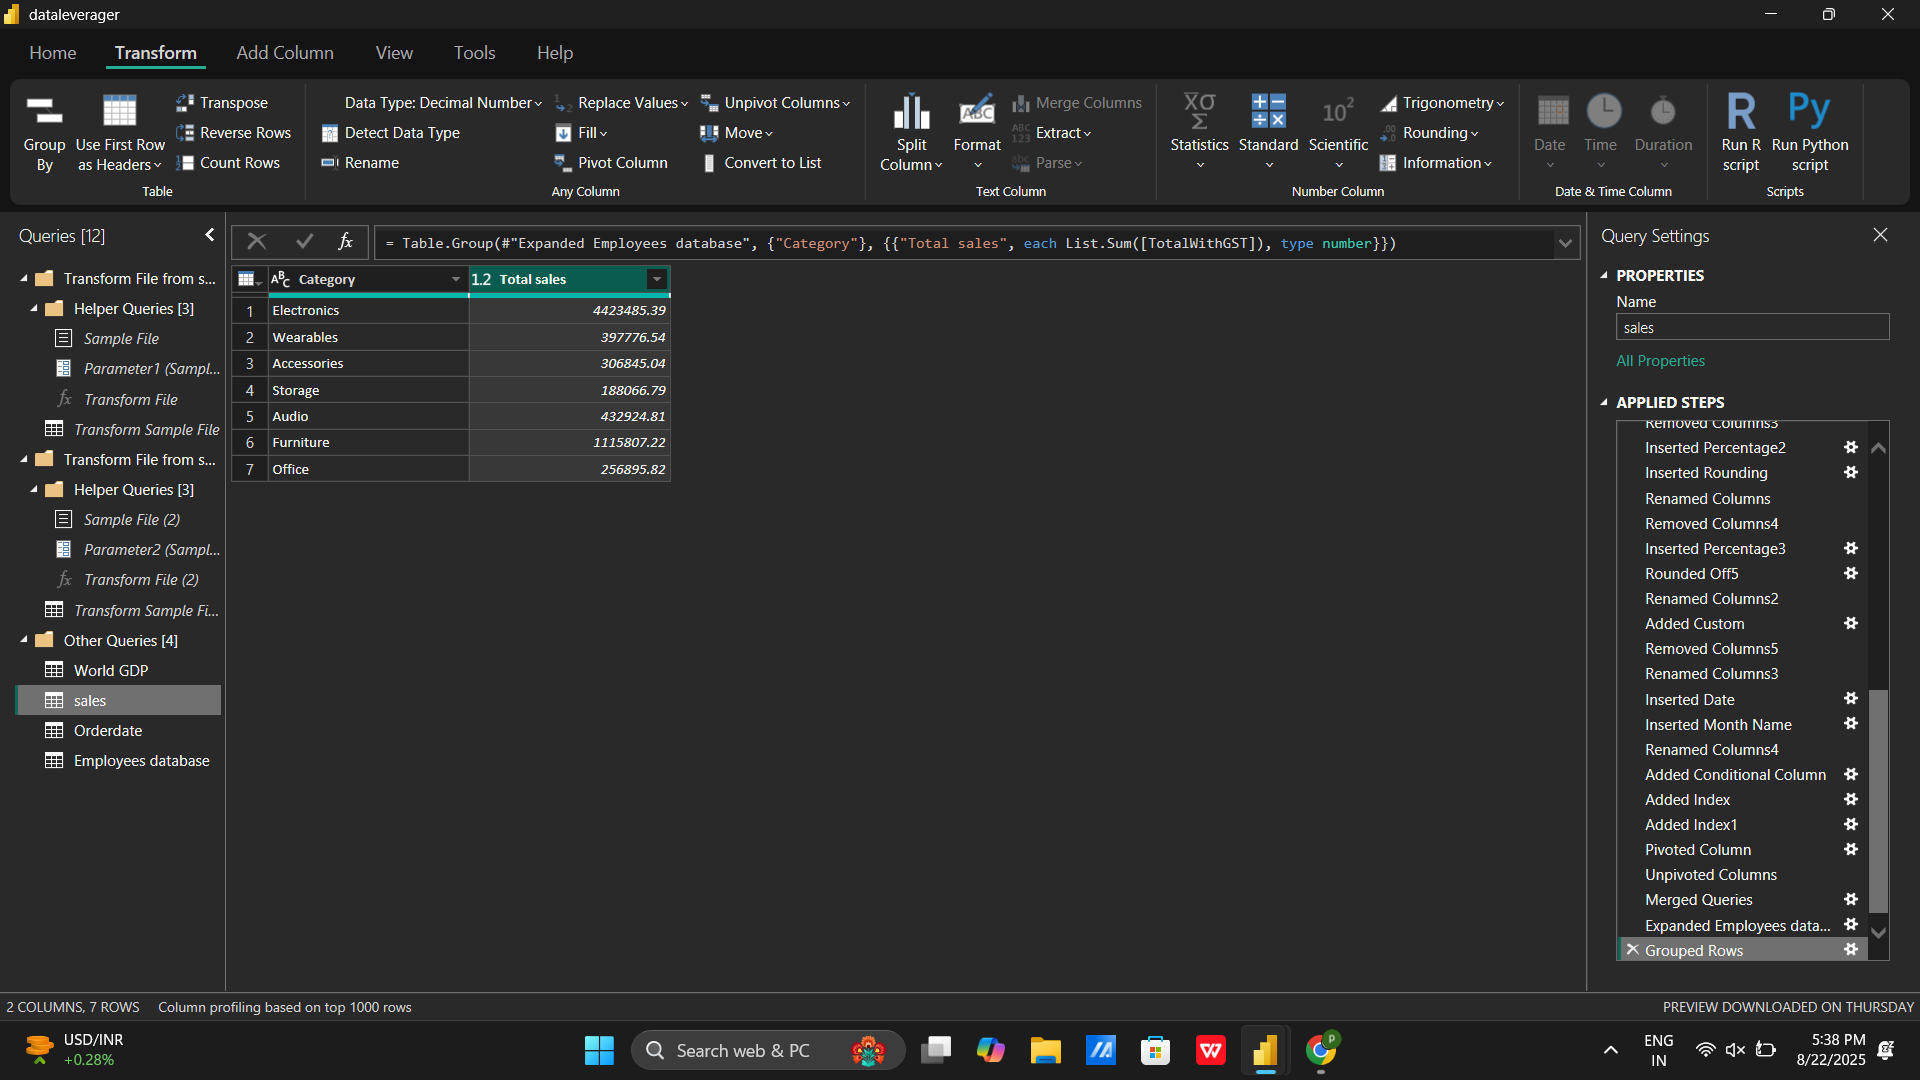 dataleverager
Home Transform Add Column View Tools Help
Group By
Use First Row as Headers
Transpose
Reverse Rows
Count Rows
Table
Data Type: Decimal Number
Detect Data Type
Rename
Replace Values
Fill
Pivot Column
Unpivot Columns
Move
Convert to List
Any Column
Split Column
Format
Merge Columns
Extract
Parse
Text Column
Statistics
Standard
Scientific
Trigonometry
Rounding
Information
Number Column
Date
Time
Duration
Date & Time Column
Run R script
Run Python script
Scripts
Queries [12]
Transform File from s...
Helper Queries [3]
Sample File
Parameter1 (Sampl...
Transform File
Transform Sample File
Transform File from s...
Helper Queries [3]
Sample File (2)
Parameter2 (Sampl...
Transform File (2)
Transform Sample Fi...
Other Queries [4]
World GDP
sales
Orderdate
Employees database
= Table.Group(#"Expanded Employees database", {"Category"}, {{"Total sales", each List.Sum([TotalWithGST]), type number}})
Category 1.2 Total sales
1 Electronics 4423485.39
2 Wearables 397776.54
3 Accessories 306845.04
4 Storage 188066.79
5 Audio 432924.81
6 Furniture 1115807.22
7 Office 256895.82
Query Settings
PROPERTIES
Name
sales
All Properties
APPLIED STEPS
Removed Columns3
Inserted Percentage2
Inserted Rounding
Renamed Columns
Removed Columns4
Inserted Percentage3
Rounded Off5
Renamed Columns2
Added Custom
Removed Columns5
Renamed Columns3
Inserted Date
Inserted Month Name
Renamed Columns4
Added Conditional Column
Added Index
Added Index1
Pivoted Column
Unpivoted Columns
Merged Queries
Expanded Employees data...
Grouped Rows
2 COLUMNS, 7 ROWS Column profiling based on top 1000 rows
PREVIEW DOWNLOADED ON THURSDAY
USD/INR
+0.28%
Search web & PC
ENG
IN
5:38 PM
8/22/2025